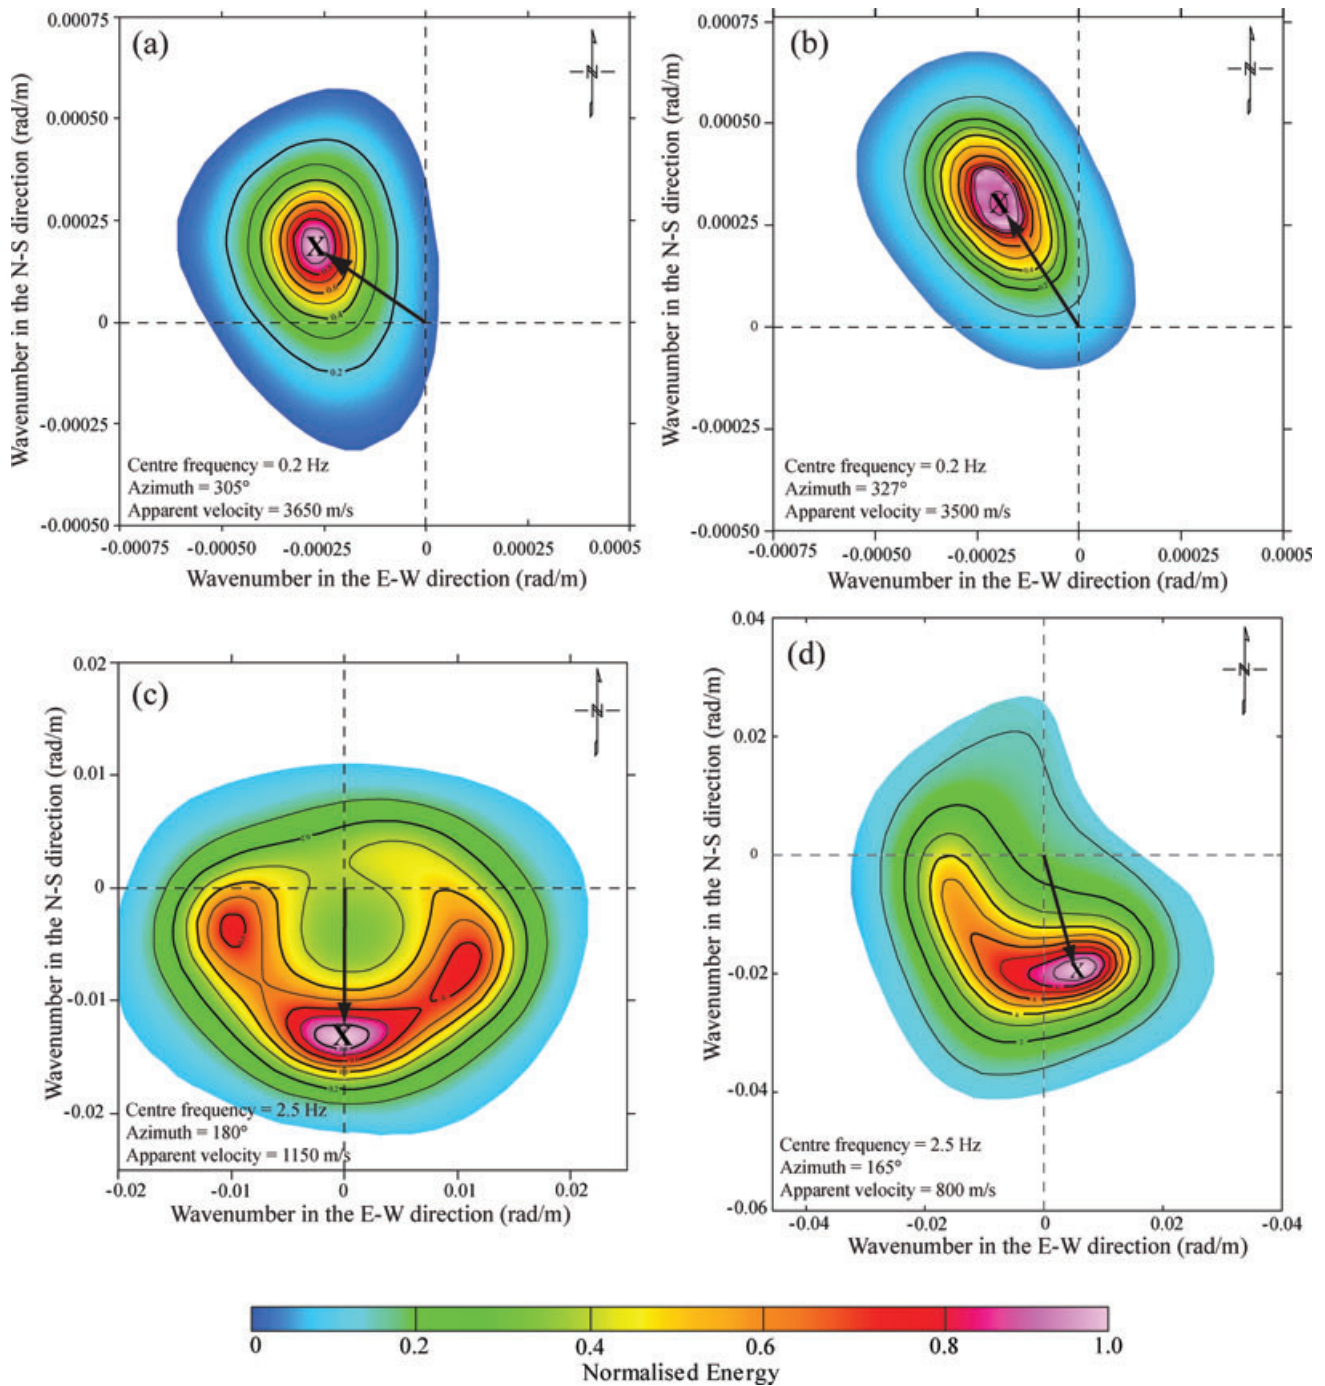 (a)
N
0.00075
0.00050
0.00025
0
-0.00025
-0.00050
Wavenumber in the N-S direction (rad/m)
0.8
0.6
0.4
0.2
Centre frequency = 0.2 Hz
Azimuth = 305°
Apparent velocity = 3650 m/s
-0.00075 -0.00050 -0.00025 0 0.00025 0.0005
Wavenumber in the E-W direction (rad/m)
X
(b)
N
0.00075
0.00050
0.00025
0
-0.00025
-0.00050
Wavenumber in the N-S direction (rad/m)
X
Centre frequency = 0.2 Hz
Azimuth = 327°
Apparent velocity = 3500 m/s
-0.00075 -0.00050 -0.00025 0 0.00025 0.0005
Wavenumber in the E-W direction (rad/m)
(c)
N
0.02
0.01
0
-0.01
-0.02
Wavenumber in the N-S direction (rad/m)
X
Centre frequency = 2.5 Hz
Azimuth = 180°
Apparent velocity = 1150 m/s
-0.02 -0.01 0 0.01 0.02
Wavenumber in the E-W direction (rad/m)
(d)
N
0.04
0.02
0
-0.02
-0.04
-0.06
Wavenumber in the N-S direction (rad/m)
X
Centre frequency = 2.5 Hz
Azimuth = 165°
Apparent velocity = 800 m/s
-0.04 -0.02 0 0.02 -0.04
Wavenumber in the E-W direction (rad/m)
0 0.2 0.4 0.6 0.8 1.0
Normalised Energy